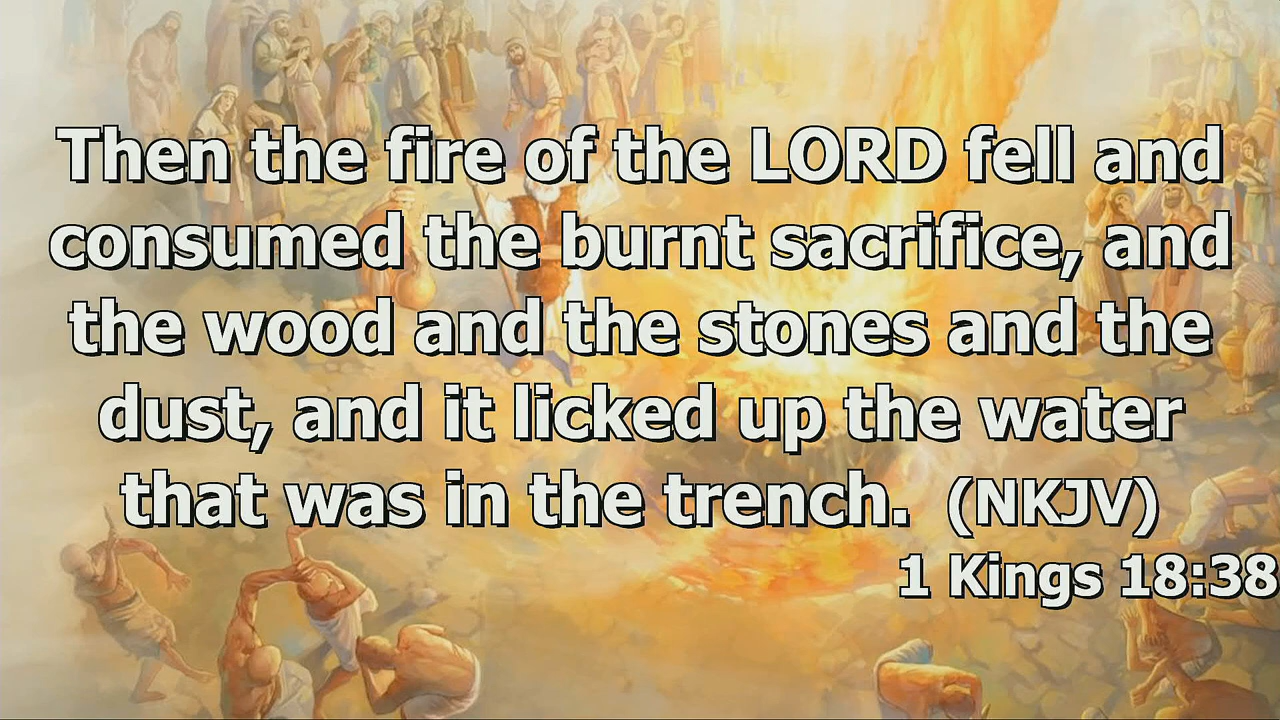 Then the fire of the LORD fell and
consumed the burnt sacrifice, and
the wood and the stones and the
dust, and it licked up the water
that was in the trench.  (NKJV)
1 Kings 18:38